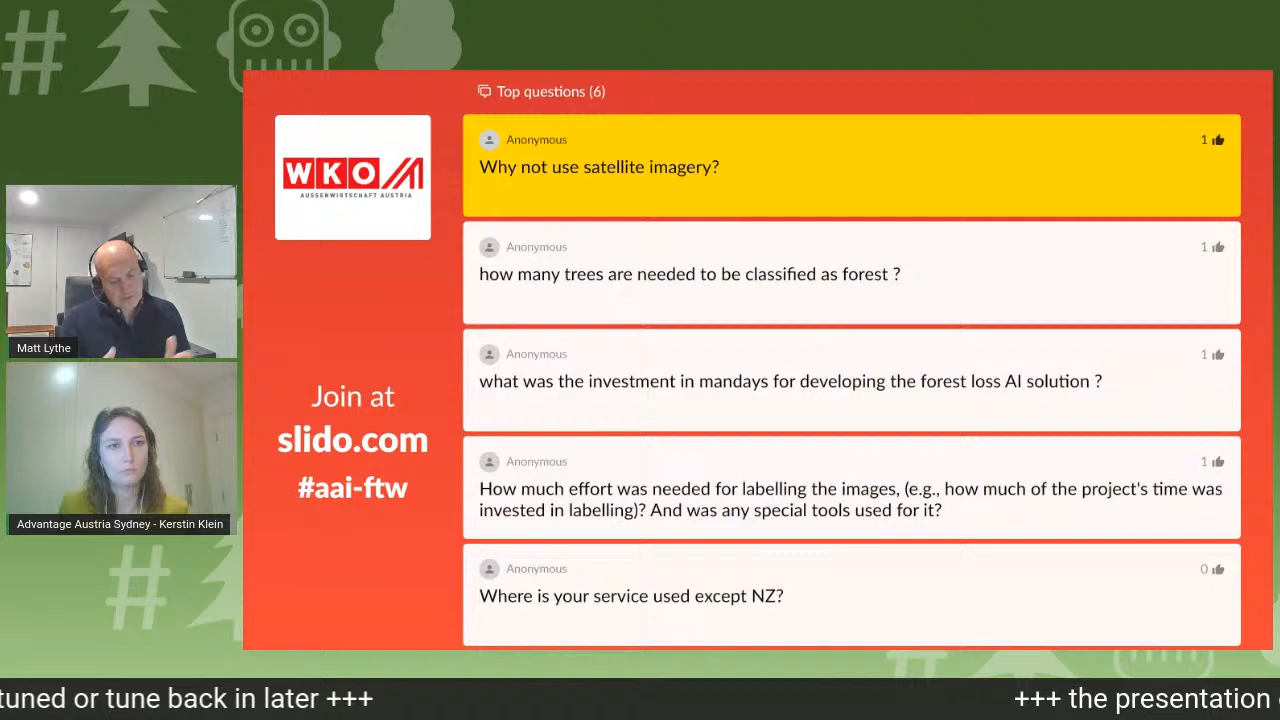 Top questions (6)
WKO
AUSSENWIRTSCHAFT AUSTRIA
Anonymous
1
Why not use satellite imagery?
Anonymous
1
how many trees are needed to be classified as forest ?
Anonymous
1
what was the investment in mandays for developing the forest loss AI solution ?
Anonymous
1
How much effort was needed for labelling the images, (e.g., how much of the project's time was
invested in labelling)? And was any special tools used for it?
Anonymous
0
Where is your service used except NZ?
Join at
slido.com
#aai-ftw
Matt Lythe
Advantage Austria Sydney - Kerstin Klein
tuned or tune back in later +++
+++ the presentation